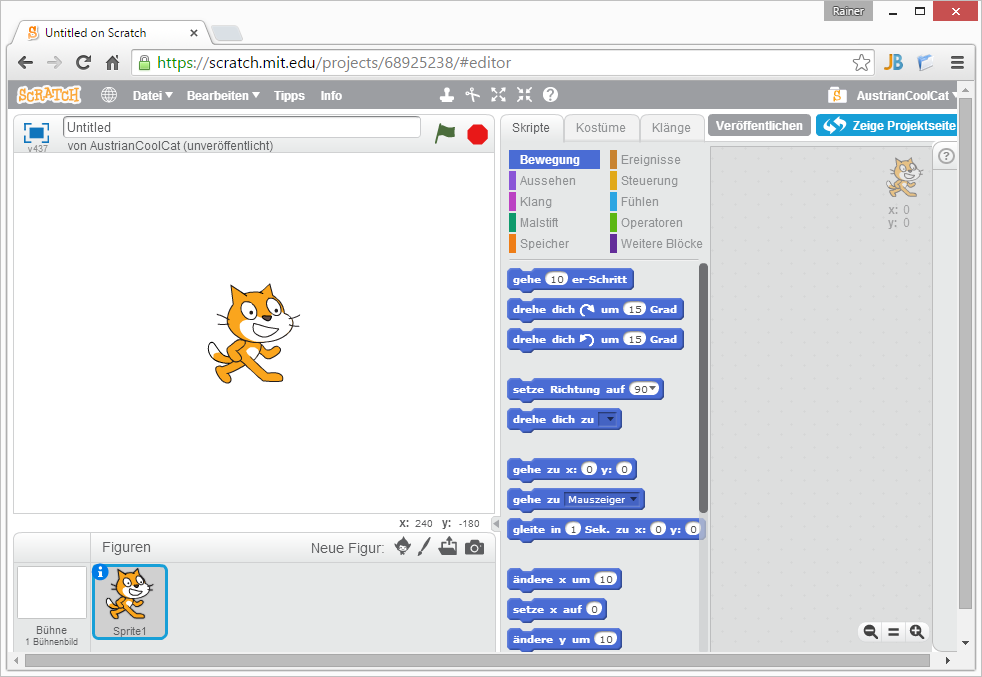 Rainer
Untitled on Scratch
https://scratch.mit.edu/projects/68925238/#editor
JB
SCRATCH Datei Bearbeiten Tipps Info AustrianCoolCat
v437
Untitled
von AustrianCoolCat (unveröffentlicht)
Skripte Kostüme Klänge Veröffentlichen Zeige Projektseite
Bewegung Ereignisse
Aussehen Steuerung
Klang Fühlen
Malstift Operatoren
Speicher Weitere Blöcke
x: 0
y: 0
gehe 10 er-Schritt
drehe dich um 15 Grad
drehe dich um 15 Grad
setze Richtung auf 90
drehe dich zu
gehe zu x: 0 y: 0
gehe zu Mauszeiger
gleite in 1 Sek. zu x: 0 y: 0
ändere x um 10
setze x auf 0
ändere y um 10
x: 240 y: -180
Figuren Neue Figur:
Bühne
1 Bühnenbild
Sprite1